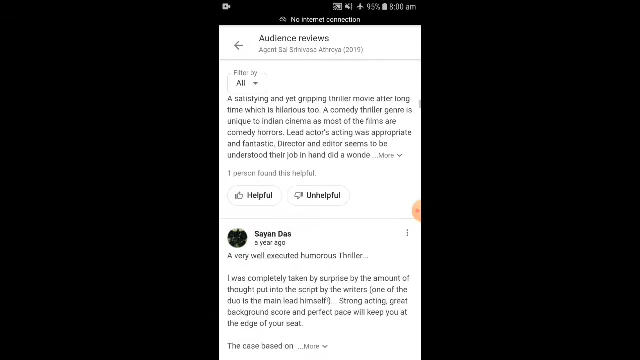 95% 8:00 am
No internet connection
Audience reviews
Agent Sai Srinivasa Athreya (2019)
Filter by
All
A satisfying and yet gripping thriller movie after long
time which is hilarious too. A comedy thriller genre is
unique to indian cinema as most of the films are
comedy horrors. Lead actor's acting was appropriate
and fantastic. Director and editor seems to be
understood their job in hand did a wonde ...More
1 person found this helpful.
Helpful Unhelpful
Sayan Das
a year ago
A very well executed humorous Thriller...
I was completely taken by surprise by the amount of
thought put into the script by the writers (one of the
duo is the main lead himself!)... Strong acting, great
background score and perfect pace will keep you at
the edge of your seat.
The case based on ...More